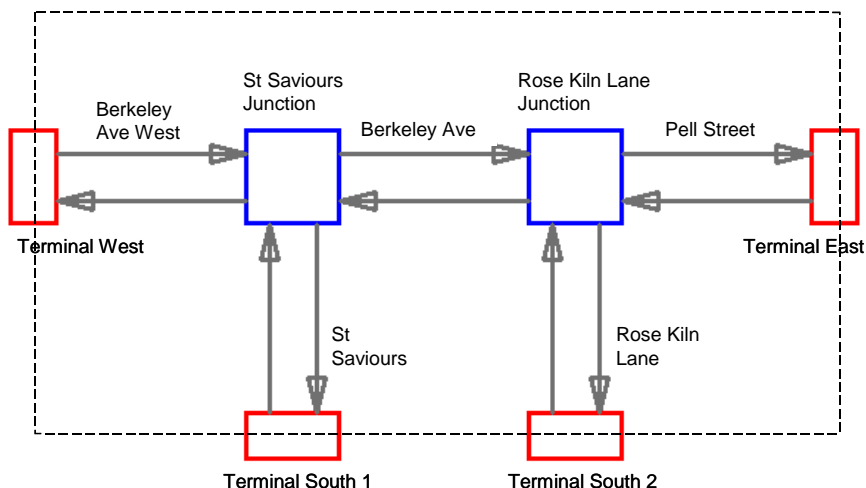 St Saviours
Junction
Rose Kiln Lane
Junction
Berkeley
Ave West
Berkeley Ave
Pell Street
Terminal West
Terminal East
St
Saviours
Rose Kiln
Lane
Terminal South 1
Terminal South 2